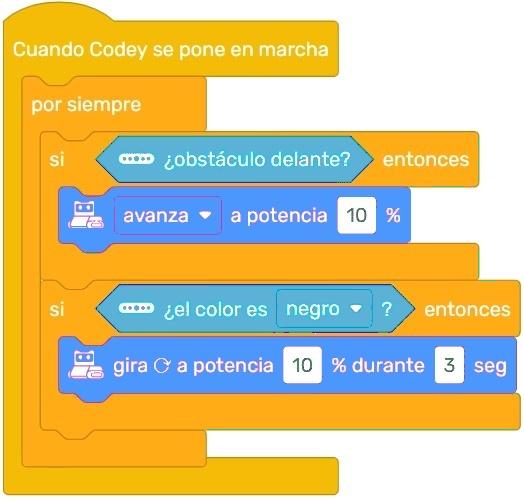 Cuando Codey se pone en marcha
por siempre
si ¿obstáculo delante? entonces
avanza a potencia 10 %
si ¿el color es negro ? entonces
gira a potencia 10 % durante 3 seg